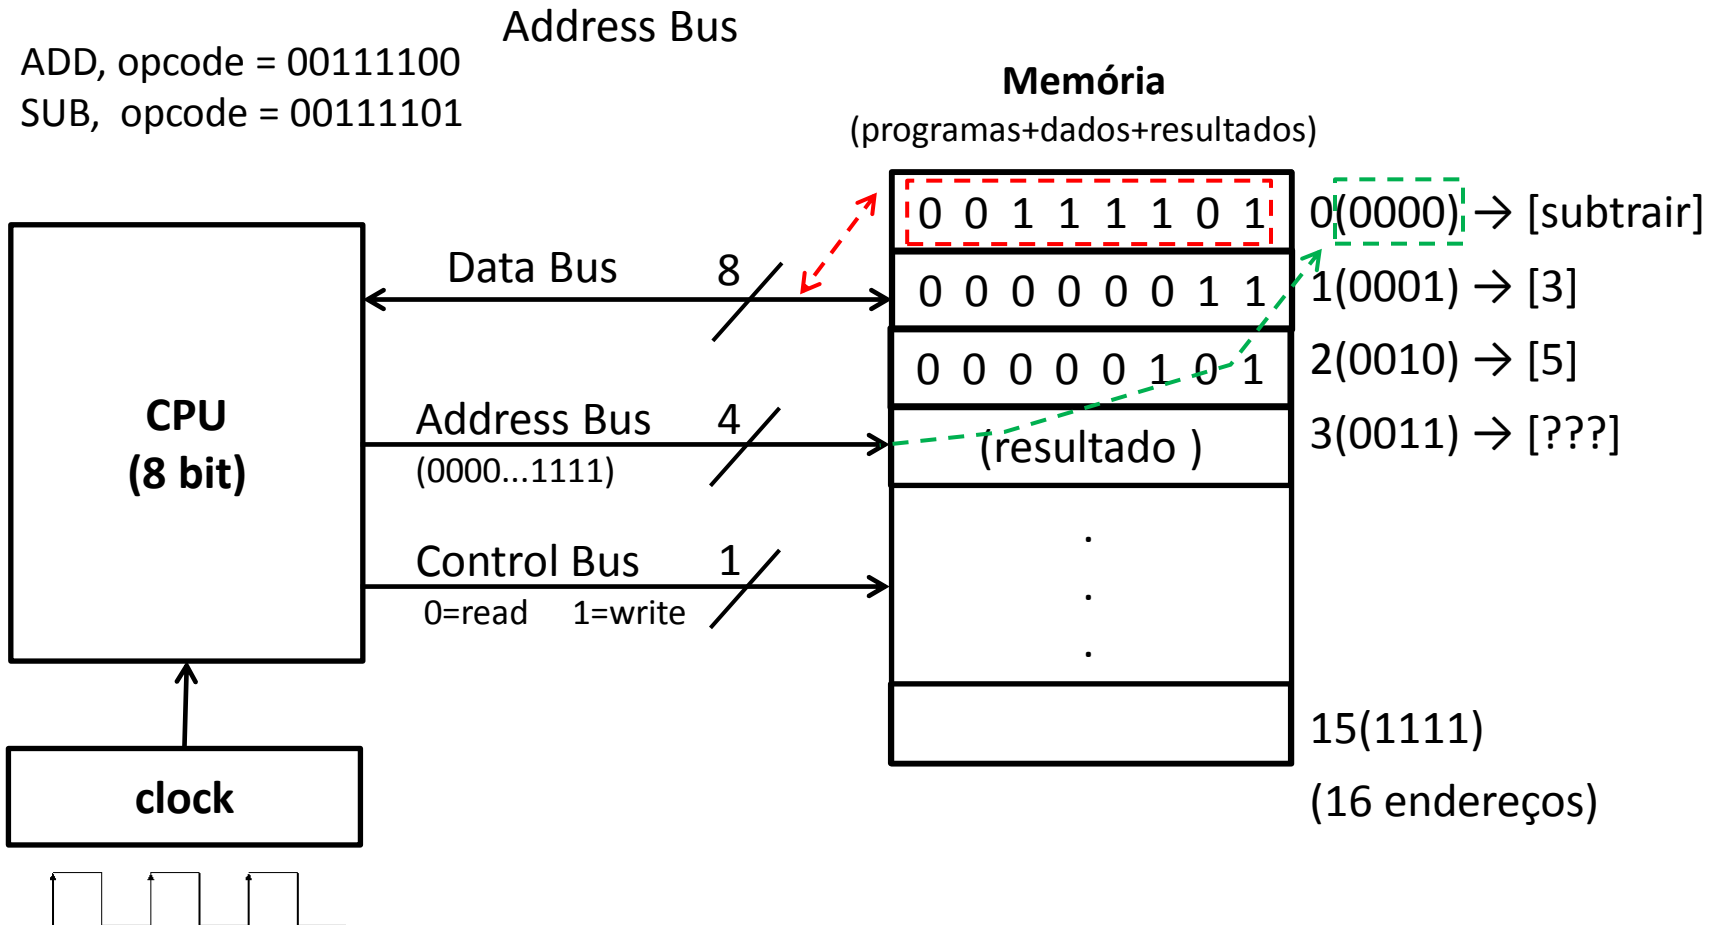 Address Bus
ADD, opcode = 00111100
SUB, opcode = 00111101
Memória
(programas+dados+resultados)
0 0 1 1 1 1 0 1 0(0000) → [subtrair]
Data Bus 8
0 0 0 0 0 0 1 1 1(0001) → [3]
0 0 0 0 0 1 0 1 2(0010) → [5]
CPU
(8 bit)
Address Bus 4
(0000...1111)
(resultado ) 3(0011) → [???]
Control Bus 1
0=read 1=write
.
.
.
15(1111)
clock
(16 endereços)